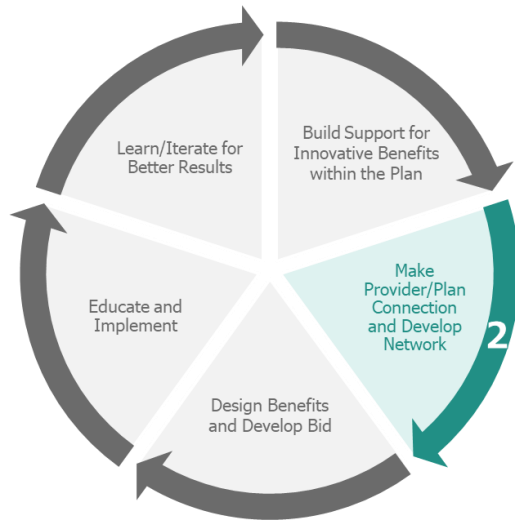 Build Support for
Innovative Benefits
within the Plan
Make
Provider/Plan
Connection
and Develop
Network
2
Design Benefits
and Develop Bid
Educate and
Implement
Learn/Iterate for
Better Results